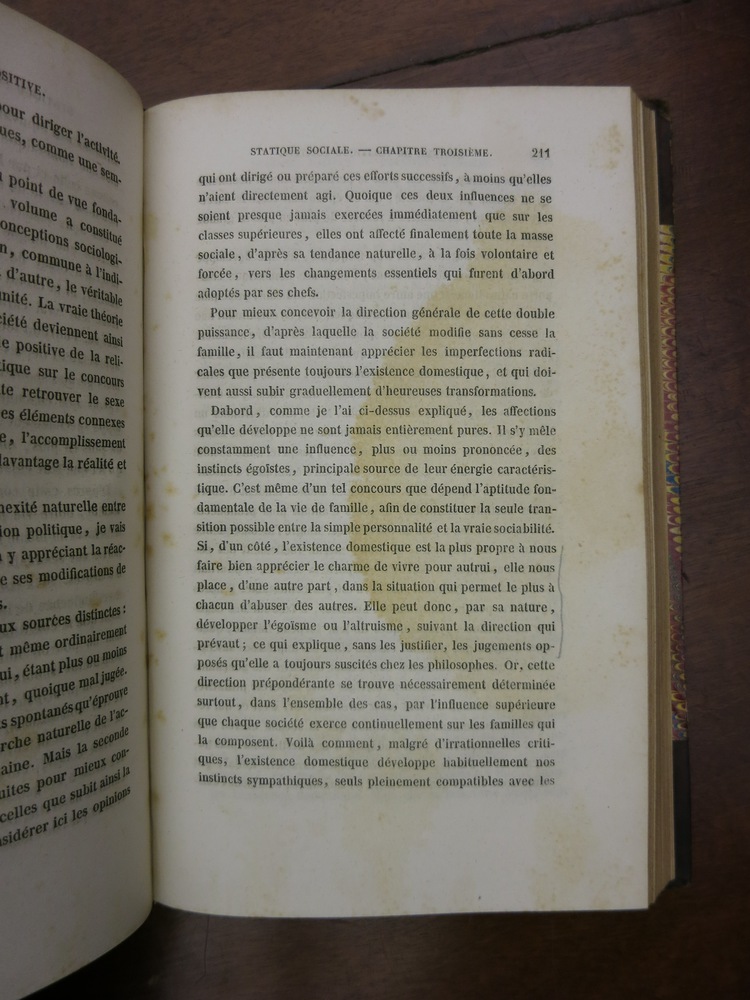 SITIVE.
pour diriger l'activité.
ues, comme une sem-
point de vue fonda-
volume a constitué
onceptions sociologi-
n, commune à l'indi-
d'autre, le véritable
nité. La vraie théorie
iété deviennent ainsi
e positive de la reli-
tique sur le concours
te retrouver le sexe
es éléments connexes
e, l'accomplissement
davantage la réalité et
nexité naturelle entre
ion politique, je vais
y appréciant la réac-
e ses modifications de
s.
ux sources distinctes :
t même ordinairement
ui, étant plus ou moins
nt, quoique mal jugée.
s spontanés qu'éprouve
rche naturelle de l'ac-
aine. Mais la seconde
uites pour mieux con-
celles que subit ainsi la
nsidérer ici les opinions
STATIQUE SOCIALE. — CHAPITRE TROISIÈME. 211
qui ont dirigé ou préparé ces efforts successifs, à moins qu'elles
n'aient directement agi. Quoique ces deux influences ne se
soient presque jamais exercées immédiatement que sur les
classes supérieures, elles ont affecté finalement toute la masse
sociale, d'après sa tendance naturelle, à la fois volontaire et
forcée, vers les changements essentiels qui furent d'abord
adoptés par ses chefs.
Pour mieux concevoir la direction générale de cette double
puissance, d'après laquelle la société modifie sans cesse la
famille, il faut maintenant apprécier les imperfections radi-
cales que présente toujours l'existence domestique, et qui doi-
vent aussi subir graduellement d'heureuses transformations.
Dabord, comme je l'ai ci-dessus expliqué, les affections
qu'elle développe ne sont jamais entièrement pures. Il s'y mêle
constamment une influence, plus ou moins prononcée, des
instincts égoïstes, principale source de leur énergie caractéris-
tique. C'est même d'un tel concours que dépend l'aptitude fon-
damentale de la vie de famille, afin de constituer la seule tran-
sition possible entre la simple personnalité et la vraie sociabilité.
Si, d'un côté, l'existence domestique est la plus propre à nous
faire bien apprécier le charme de vivre pour autrui, elle nous
place, d'une autre part, dans la situation qui permet le plus à
chacun d'abuser des autres. Elle peut donc, par sa nature,
développer l'égoïsme ou l'altruisme, suivant la direction qui
prévaut; ce qui explique, sans les justifier, les jugements op-
posés qu'elle a toujours suscités chez les philosophes. Or, cette
direction prépondérante se trouve nécessairement déterminée
surtout, dans l'ensemble des cas, par l'influence supérieure
que chaque société exerce continuellement sur les familles qui
la composent. Voilà comment, malgré d'irrationnelles criti-
ques, l'existence domestique développe habituellement nos
instincts sympathiques, seuls pleinement compatibles avec les